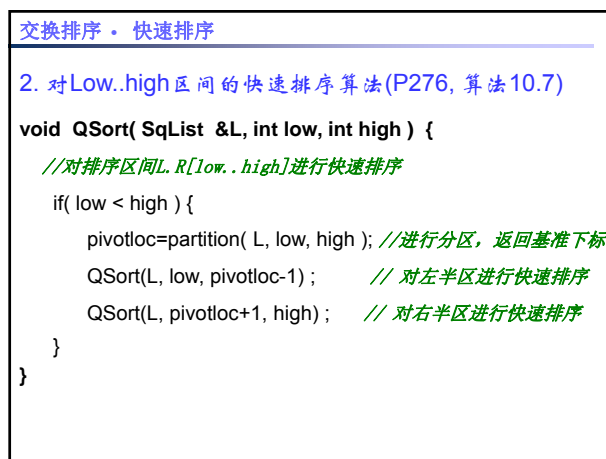 交换排序 · 快速排序
2. 对Low..high区间的快速排序算法(P276, 算法10.7)
void QSort( SqList &L, int low, int high ) {
//对排序区间L.R[low..high]进行快速排序
if( low < high ) {
pivotloc=partition( L, low, high ); //进行分区，返回基准下标
QSort(L, low, pivotloc-1) ; // 对左半区进行快速排序
QSort(L, pivotloc+1, high) ; // 对右半区进行快速排序
}
}